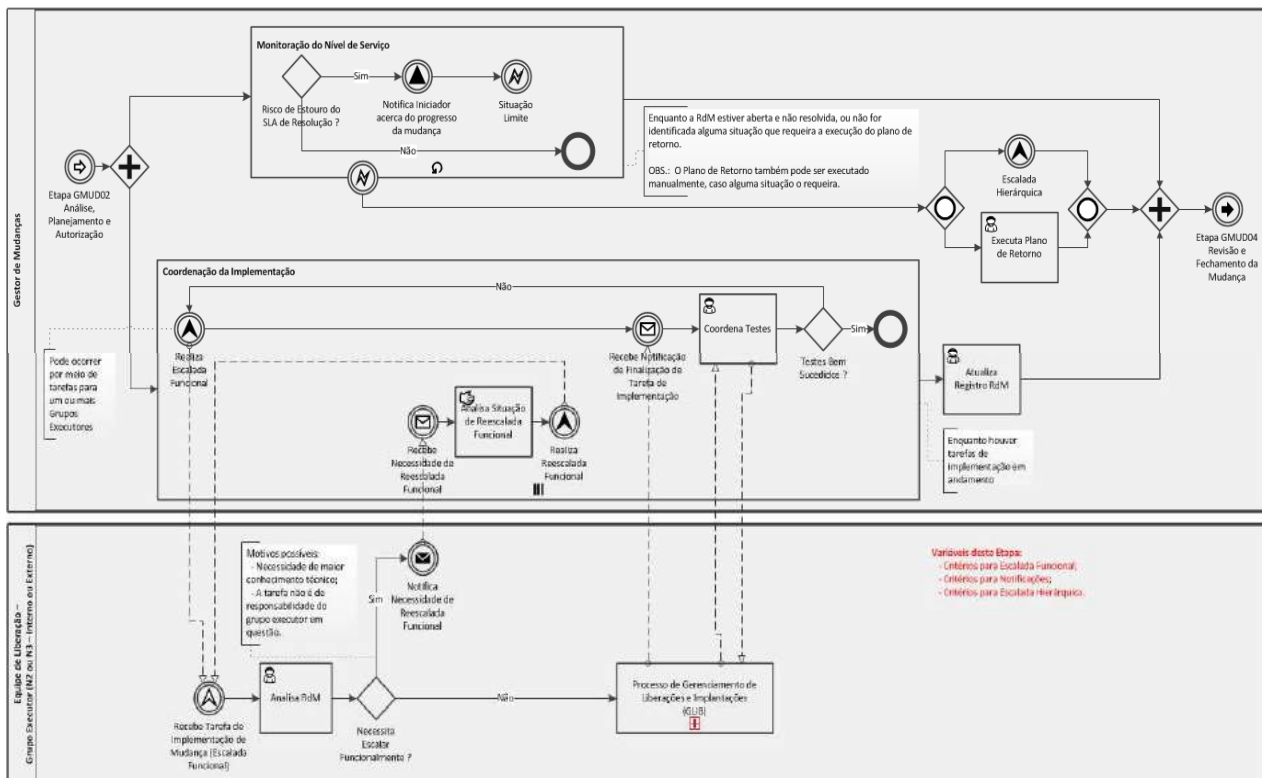 Gestor de Mudanças
Etapa GMUD02
Análise,
Planejamento e
Autorização
Monitoração do Nível de Serviço
Risco de Estouro do
SLA de Resolução ?
Sim
Notifica Iniciador
acerca do progresso
da mudança
Situação
Limite
Não
Enquanto a RdM estiver aberta e não resolvida, ou não for
identificada alguma situação que requeira a execução do plano de
retorno.
OBS.: O Plano de Retorno também pode ser executado
manualmente, caso alguma situação o requeira.
Escalada
Hierárquica
Executa Plano
de Retorno
Etapa GMUD04
Revisão e
Fechamento da
Mudança
Coordenação da Implementação
Não
Realiza
Escalada
Funcional
Pode ocorrer
por meio de
tarefas para
um ou mais
Grupos
Executores
Recebe Notificação
de Finalização de
Tarefa de
Implementação
Coordena Testes
Testes Bem
Sucedidos ?
Sim
Atualiza
Registro RdM
Recebe
Necessidade de
Reescalada
Funcional
Analisa Situação
de Reescalada
Funcional
Realiza
Reescalada
Funcional
Enquanto houver
tarefas de
implementação em
andamento
Equipe de Liberação –
Grupo Executor (N2 ou N3 – Interno ou Externo)
Motivos possíveis:
- Necessidade de maior
conhecimento técnico;
- A tarefa não é de
responsabilidade do
grupo executor em
questão.
Sim
Notifica
Necessidade de
Reescalada
Funcional
Variáveis desta Etapa:
- Critérios para Escalada Funcional;
- Critérios para Notificações;
- Critérios para Escalada Hierárquica.
Recebe Tarefa de
Implementação de
Mudança (Escalada
Funcional)
Analisa RdM
Necessita
Escalar
Funcionalmente ?
Não
Processo de Gerenciamento de
Liberações e Implantações
(GLIB)